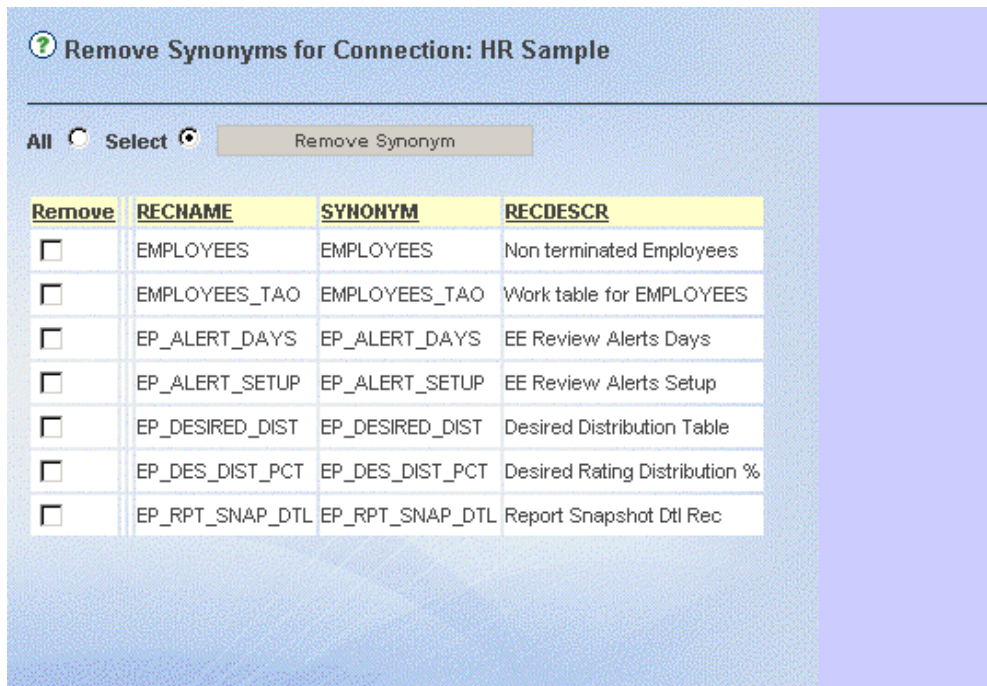 ? Remove Synonyms for Connection: HR Sample
All Select Remove Synonym
Remove RECNAME SYNONYM RECDESCR
EMPLOYEES EMPLOYEES Non terminated Employees
EMPLOYEES_TAO EMPLOYEES_TAO Work table for EMPLOYEES
EP_ALERT_DAYS EP_ALERT_DAYS EE Review Alerts Days
EP_ALERT_SETUP EP_ALERT_SETUP EE Review Alerts Setup
EP_DESIRED_DIST EP_DESIRED_DIST Desired Distribution Table
EP_DES_DIST_PCT EP_DES_DIST_PCT Desired Rating Distribution %
EP_RPT_SNAP_DTL EP_RPT_SNAP_DTL Report Snapshot Dtl Rec